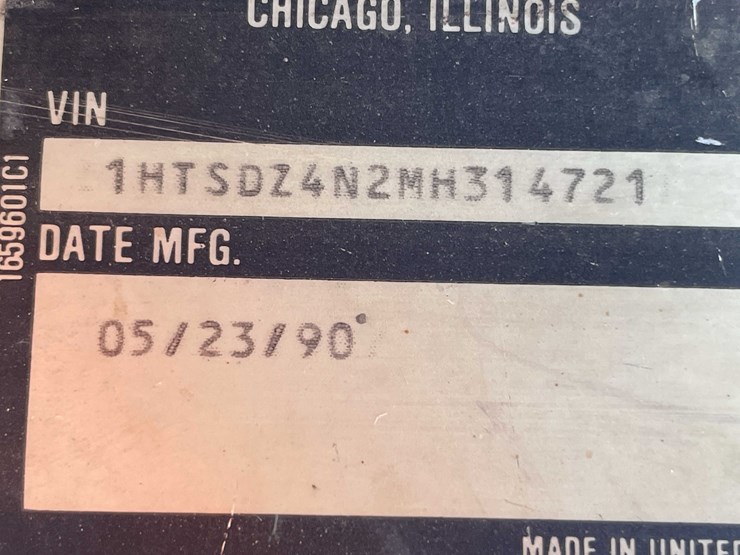 CHICAGO, ILLINOIS
VIN
1HTSDZ4N2MH314721
1659601C1
DATE MFG.
05/23/90
MADE IN UNITED